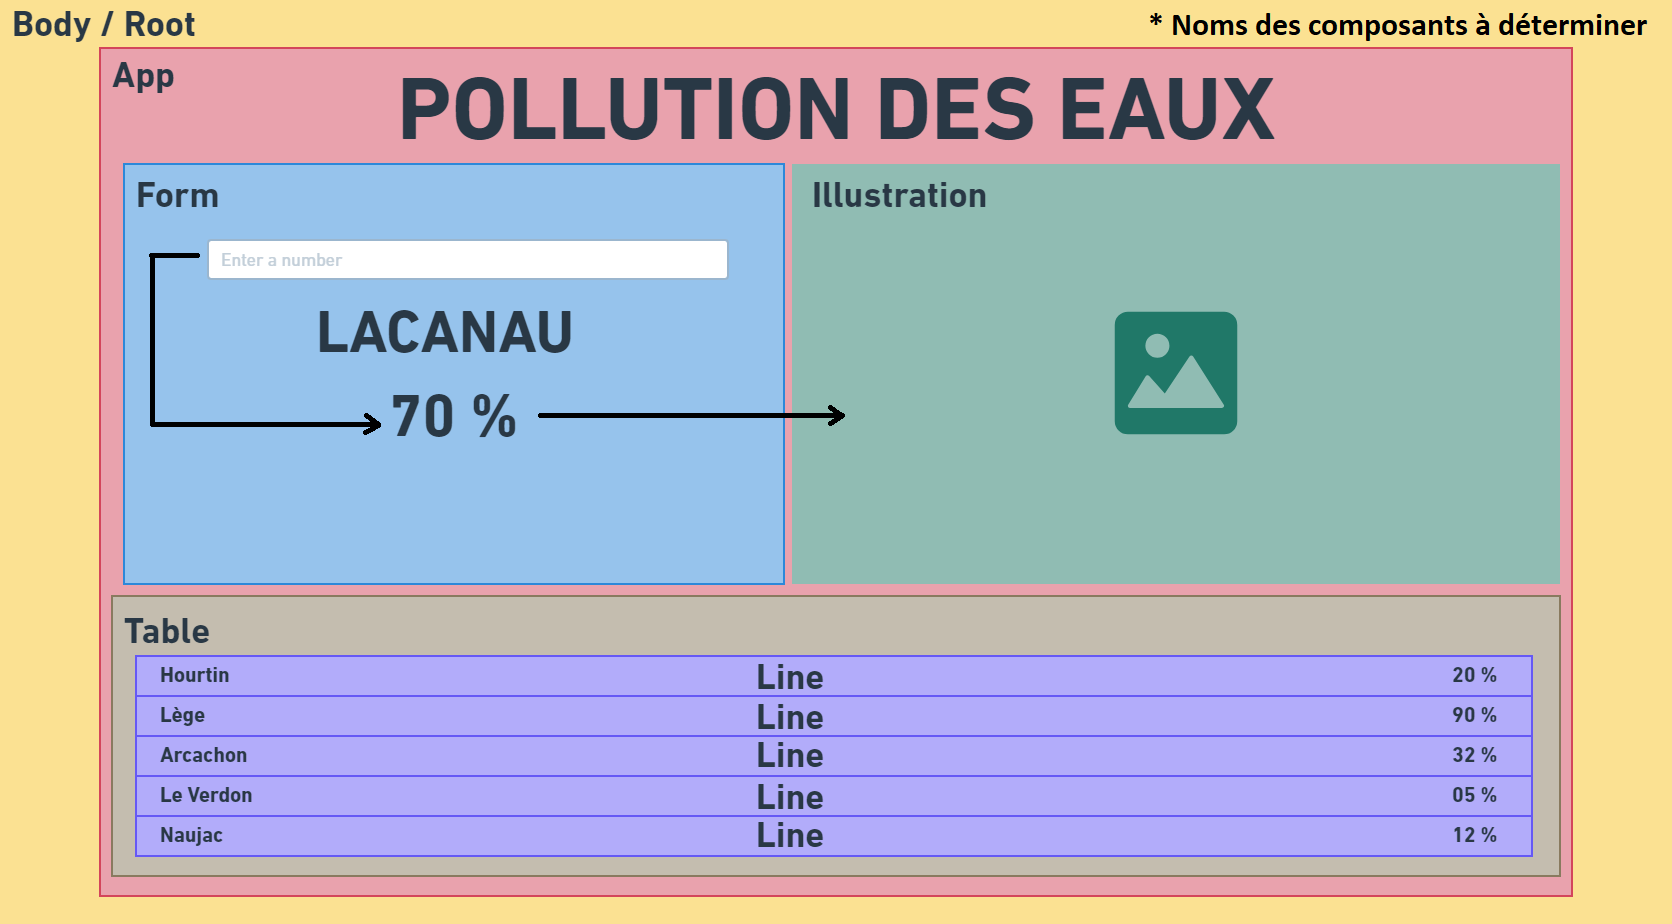 Body / Root
* Noms des composants à déterminer
App
POLLUTION DES EAUX
Form
Enter a number
LACANAU
70 %
Illustration
Table
Hourtin Line 20 %
Lège Line 90 %
Arcachon Line 32 %
Le Verdon Line 05 %
Naujac Line 12 %